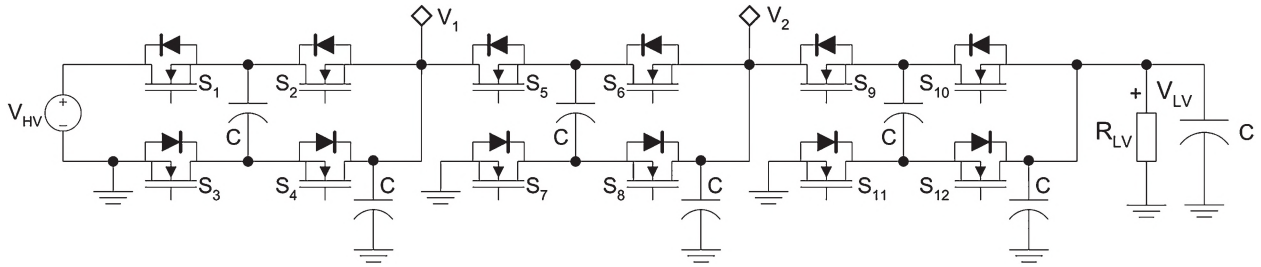 V1 V2
S1 S2 S5 S6 S9 S10
VHV + − C C C + VLV
RLV C
S3 S4 C S7 S8 C S11 S12 C